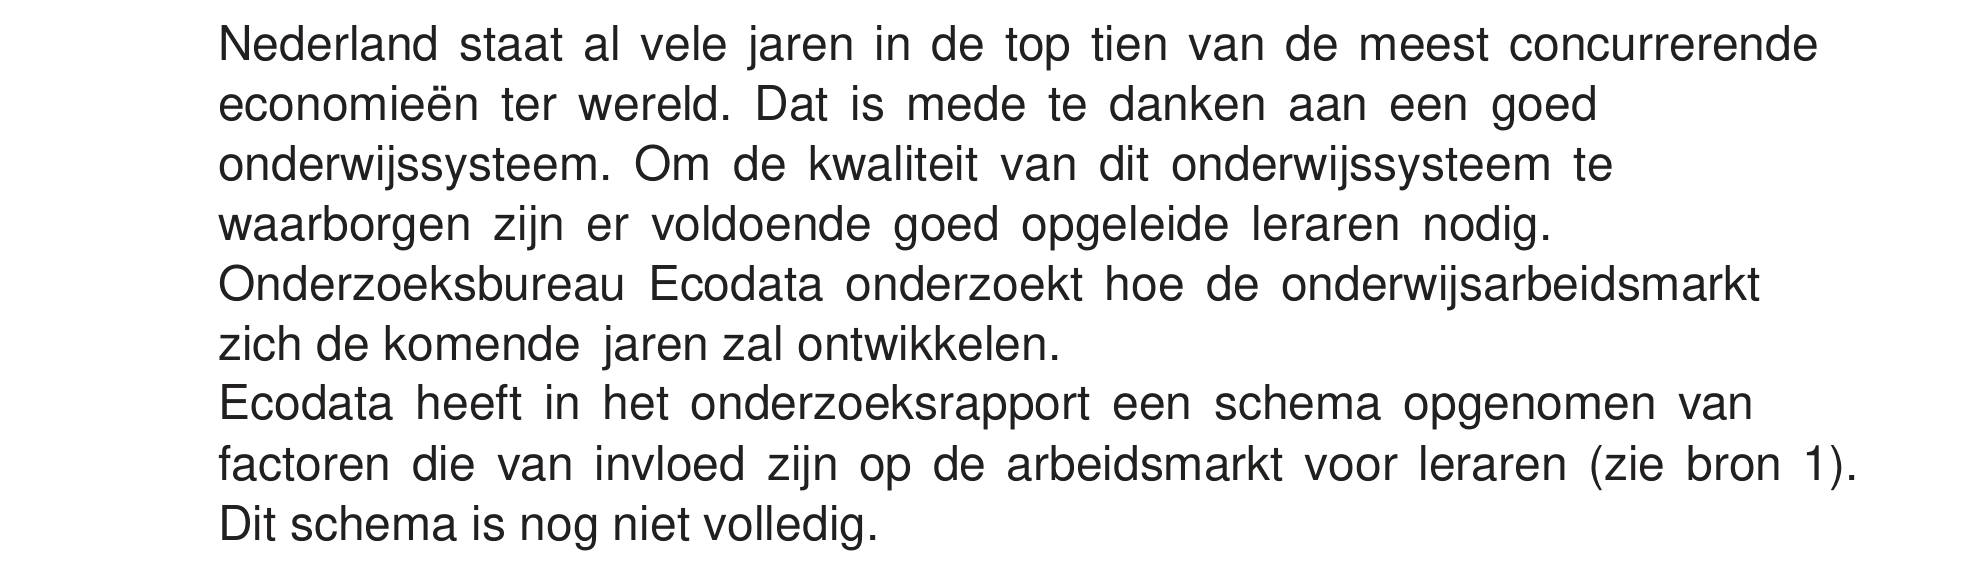 Nederland staat al vele jaren in de top tien van de meest concurrerende
economieën ter wereld. Dat is mede te danken aan een goed
onderwijssysteem. Om de kwaliteit van dit onderwijssysteem te
waarborgen zijn er voldoende goed opgeleide leraren nodig.
Onderzoeksbureau Ecodata onderzoekt hoe de onderwijsarbeidsmarkt
zich de komende jaren zal ontwikkelen.
Ecodata heeft in het onderzoeksrapport een schema opgenomen van
factoren die van invloed zijn op de arbeidsmarkt voor leraren (zie bron 1).
Dit schema is nog niet volledig.